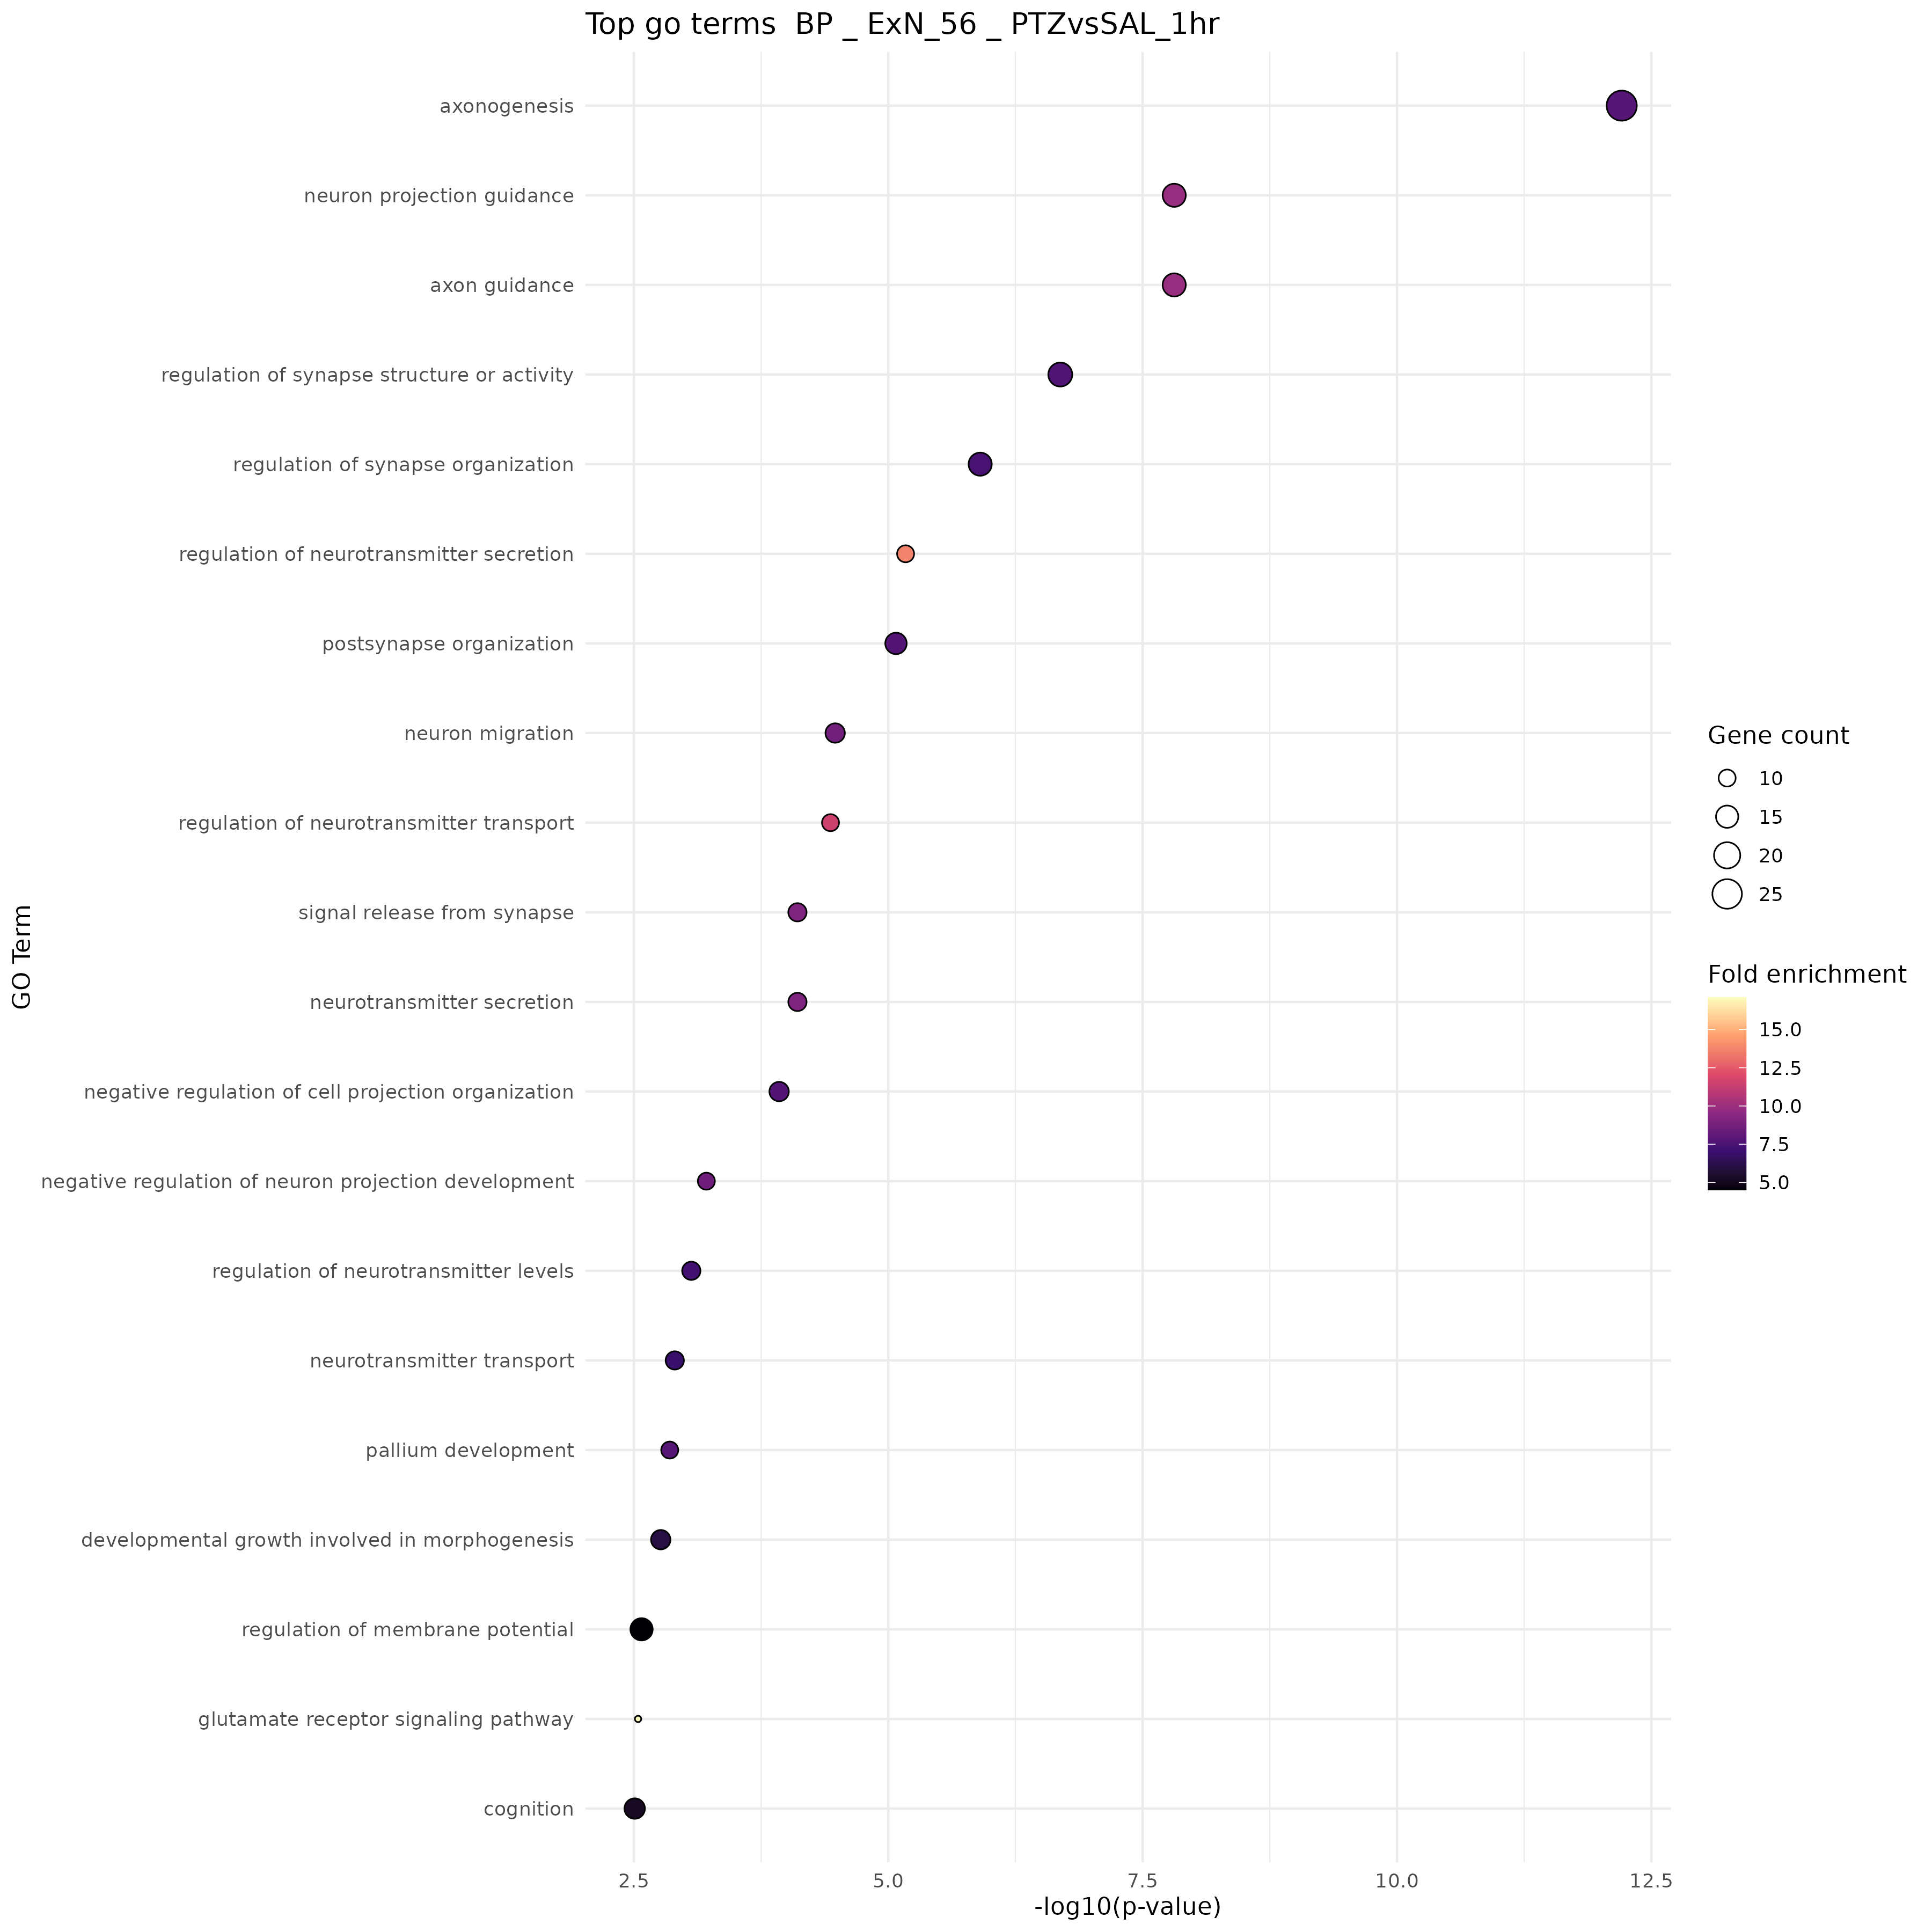 Top go terms  BP _ ExN_56 _ PTZvsSAL_1hr
axonogenesis
neuron projection guidance
axon guidance
regulation of synapse structure or activity
regulation of synapse organization
regulation of neurotransmitter secretion
postsynapse organization
neuron migration
regulation of neurotransmitter transport
signal release from synapse
neurotransmitter secretion
negative regulation of cell projection organization
negative regulation of neuron projection development
regulation of neurotransmitter levels
neurotransmitter transport
pallium development
developmental growth involved in morphogenesis
regulation of membrane potential
glutamate receptor signaling pathway
cognition
GO Term
2.5 5.0 7.5 10.0 12.5
-log10(p-value)
Gene count
10
15
20
25
Fold enrichment
15.0
12.5
10.0
7.5
5.0